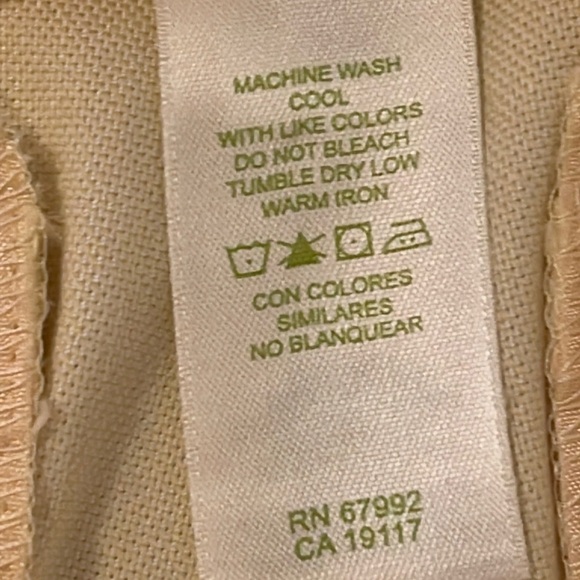 MACHINE WASH
COOL
WITH LIKE COLORS
DO NOT BLEACH
TUMBLE DRY LOW
WARM IRON
CON COLORES
SIMILARES
NO BLANQUEAR
RN 67992
CA 19117